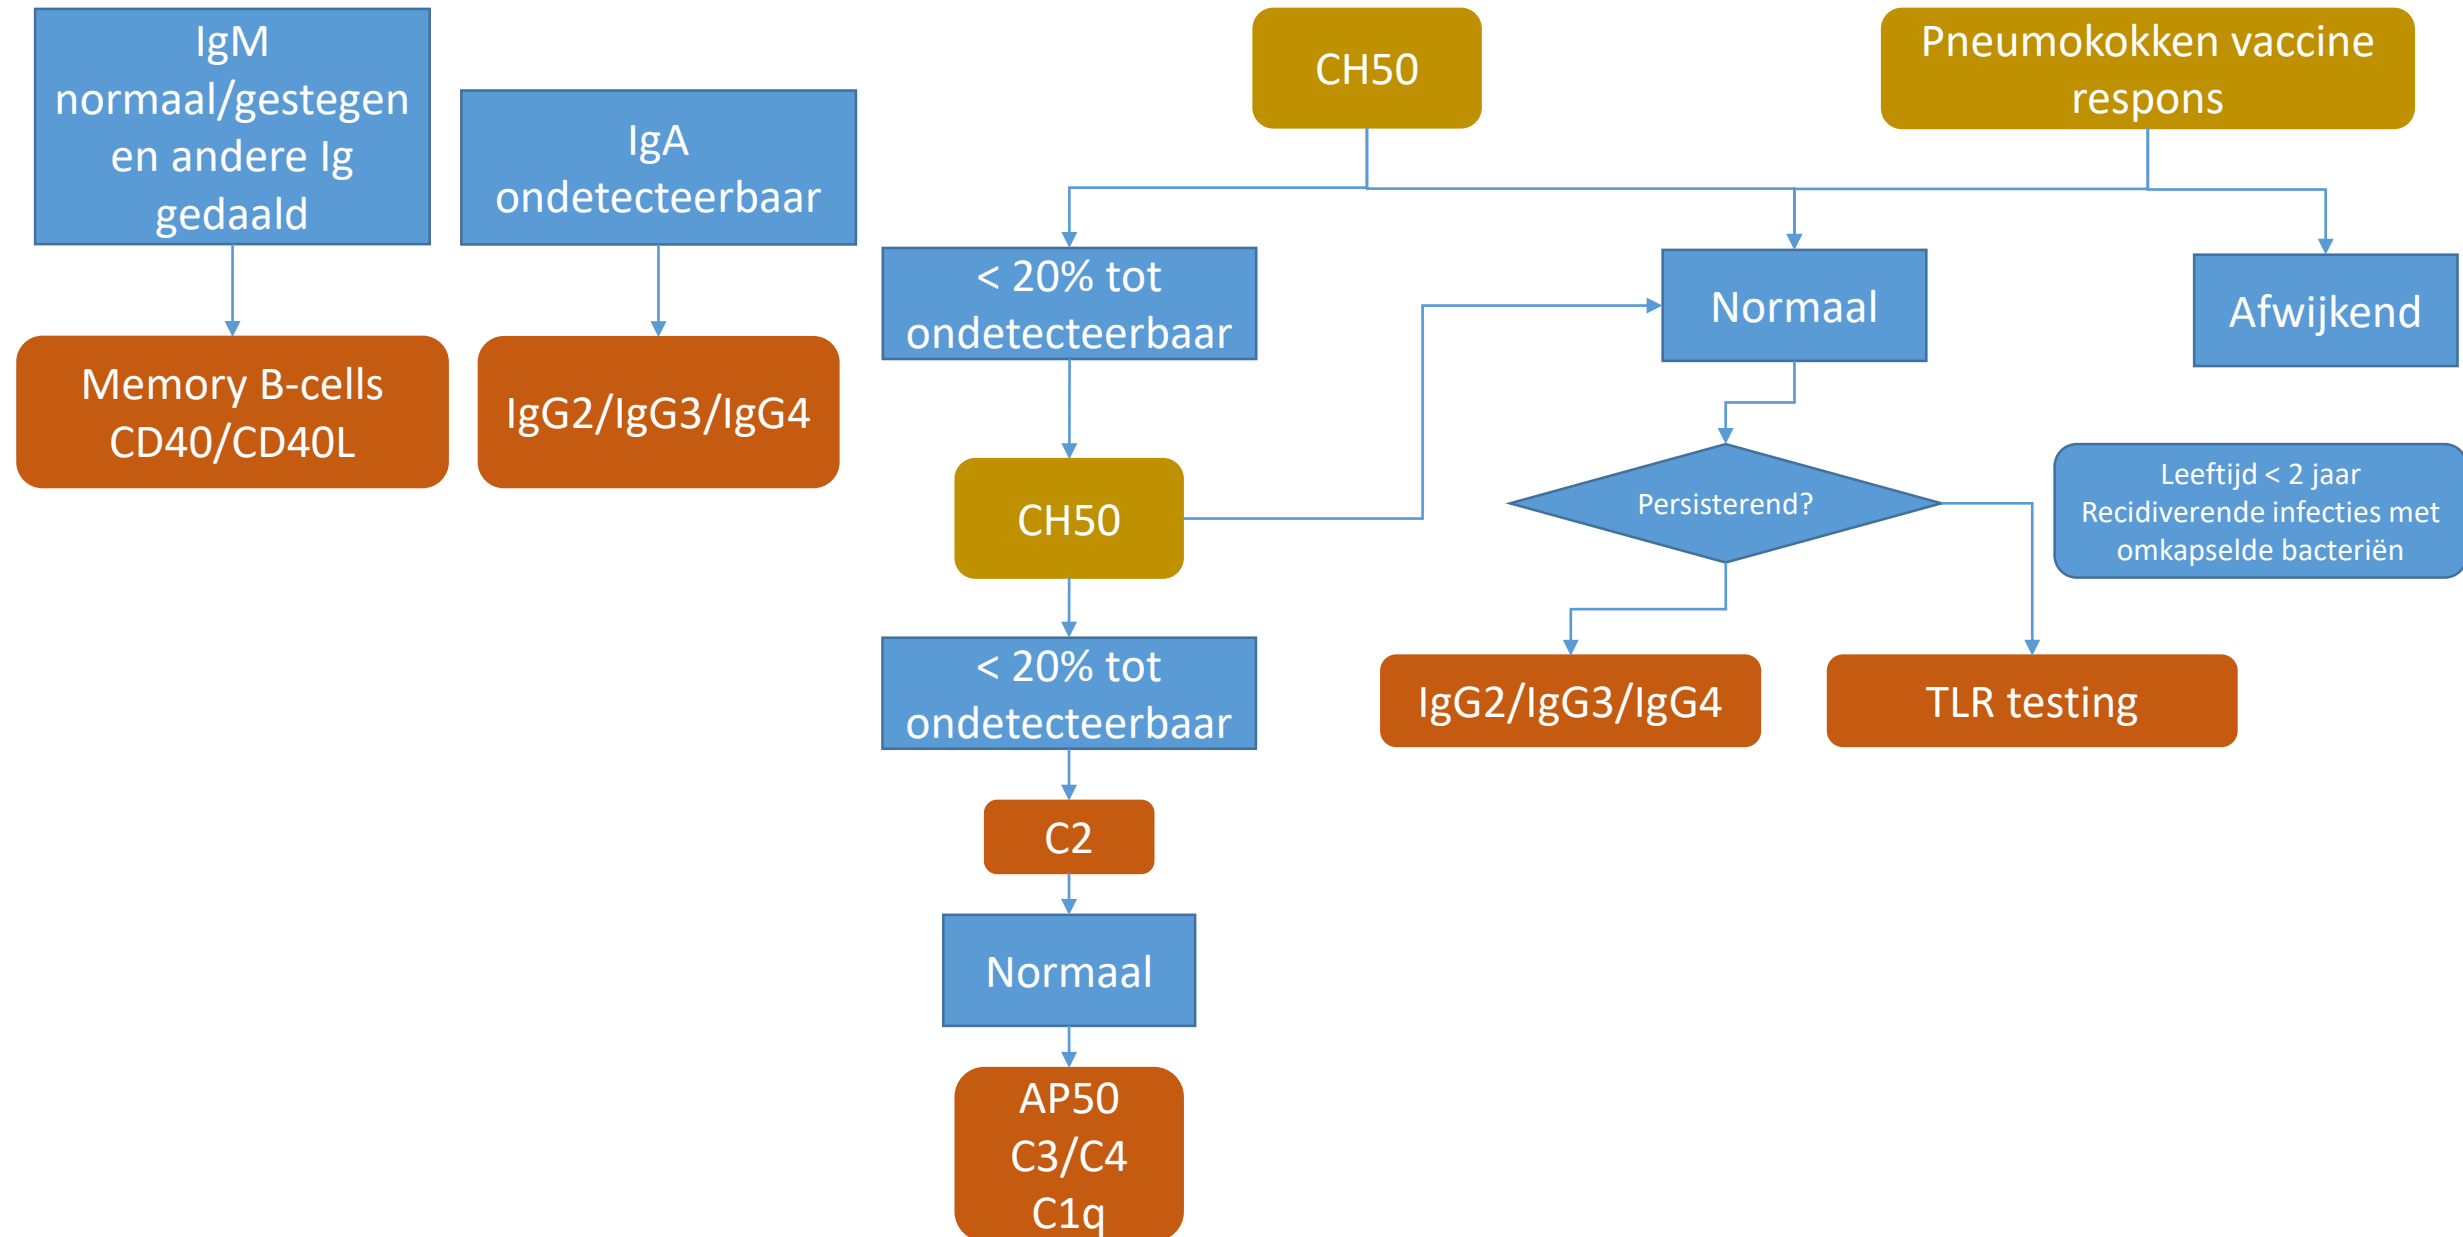 IgM
normaal/gestegen
en andere Ig
gedaald
IgA
ondetecteerbaar
CH50
Pneumokokken vaccine
respons
< 20% tot
ondetecteerbaar
Normaal
Afwijkend
Memory B-cells
CD40/CD40L
IgG2/IgG3/IgG4
CH50
Persisterend?
Leeftijd < 2 jaar
Recidiverende infecties met
omkapselde bacteriën
< 20% tot
ondetecteerbaar
IgG2/IgG3/IgG4
TLR testing
C2
Normaal
AP50
C3/C4
C1q